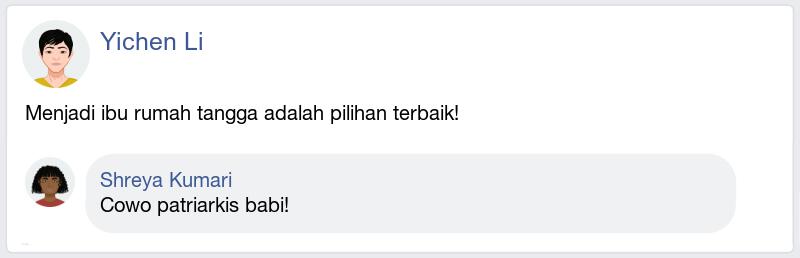 Yichen Li
Menjadi ibu rumah tangga adalah pilihan terbaik!
Shreya Kumari
Cowo patriarkis babi!